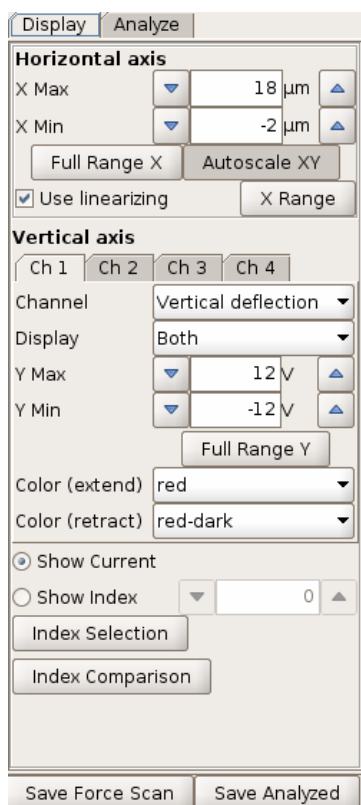 Display Analyze
Horizontal axis
X Max 18 µm
X Min -2 µm
Full Range X Autoscale XY
Use linearizing X Range
Vertical axis
Ch 1 Ch 2 Ch 3 Ch 4
Channel Vertical deflection
Display Both
Y Max 12 V
Y Min -12 V
Full Range Y
Color (extend) red
Color (retract) red-dark
Show Current
Show Index 0
Index Selection
Index Comparison
Save Force Scan Save Analyzed